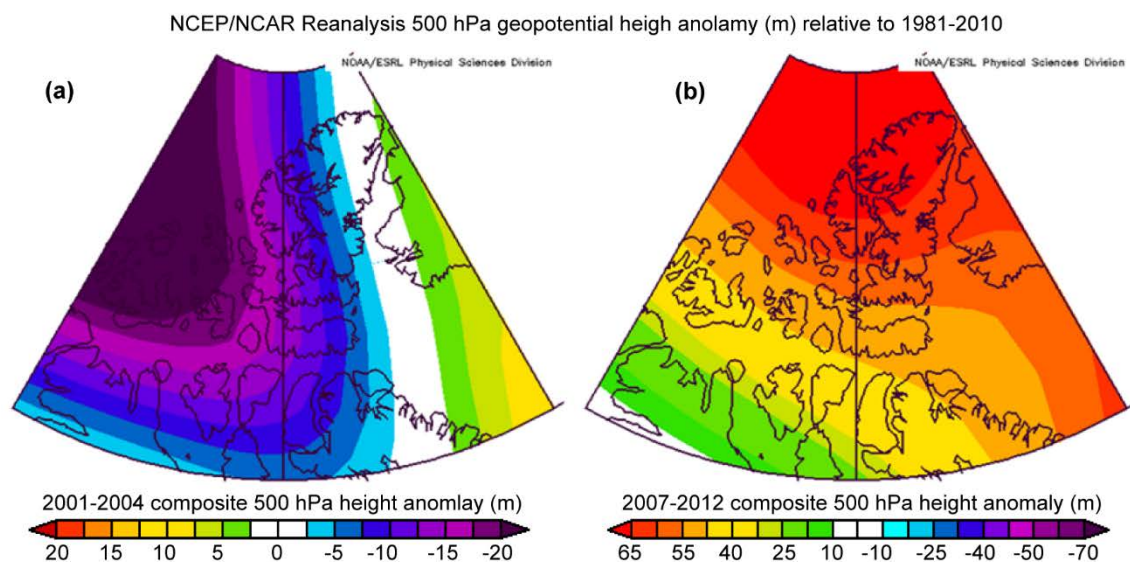 NCEP/NCAR Reanalysis 500 hPa geopotential heigh anolamy (m) relative to 1981-2010
(a)
NOAA/ESRL Physical Sciences Division
(b)
NOAA/ESRL Physical Sciences Division
2001-2004 composite 500 hPa height anomlay (m)
20 15 10 5 0 -5 -10 -15 -20
2007-2012 composite 500 hPa height anomaly (m)
65 55 40 25 10 -10 -25 -40 -50 -70